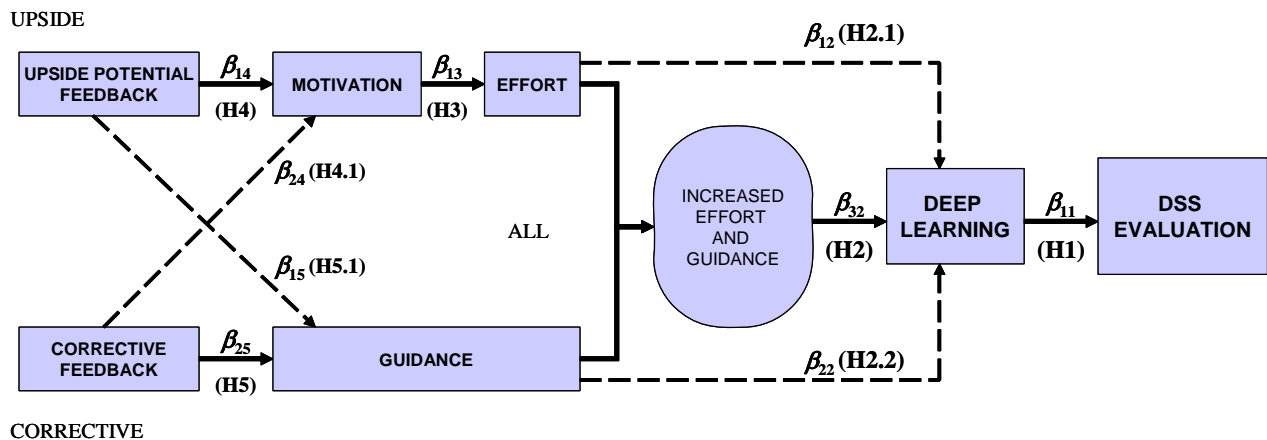 UPSIDE
UPSIDE POTENTIAL
FEEDBACK
β14
(H4)
MOTIVATION
β13
(H3)
EFFORT
β12 (H2.1)
β24 (H4.1)
β15 (H5.1)
ALL
INCREASED
EFFORT
AND
GUIDANCE
β32
(H2)
DEEP
LEARNING
β11
(H1)
DSS
EVALUATION
CORRECTIVE
FEEDBACK
β25
(H5)
GUIDANCE
β22 (H2.2)
CORRECTIVE